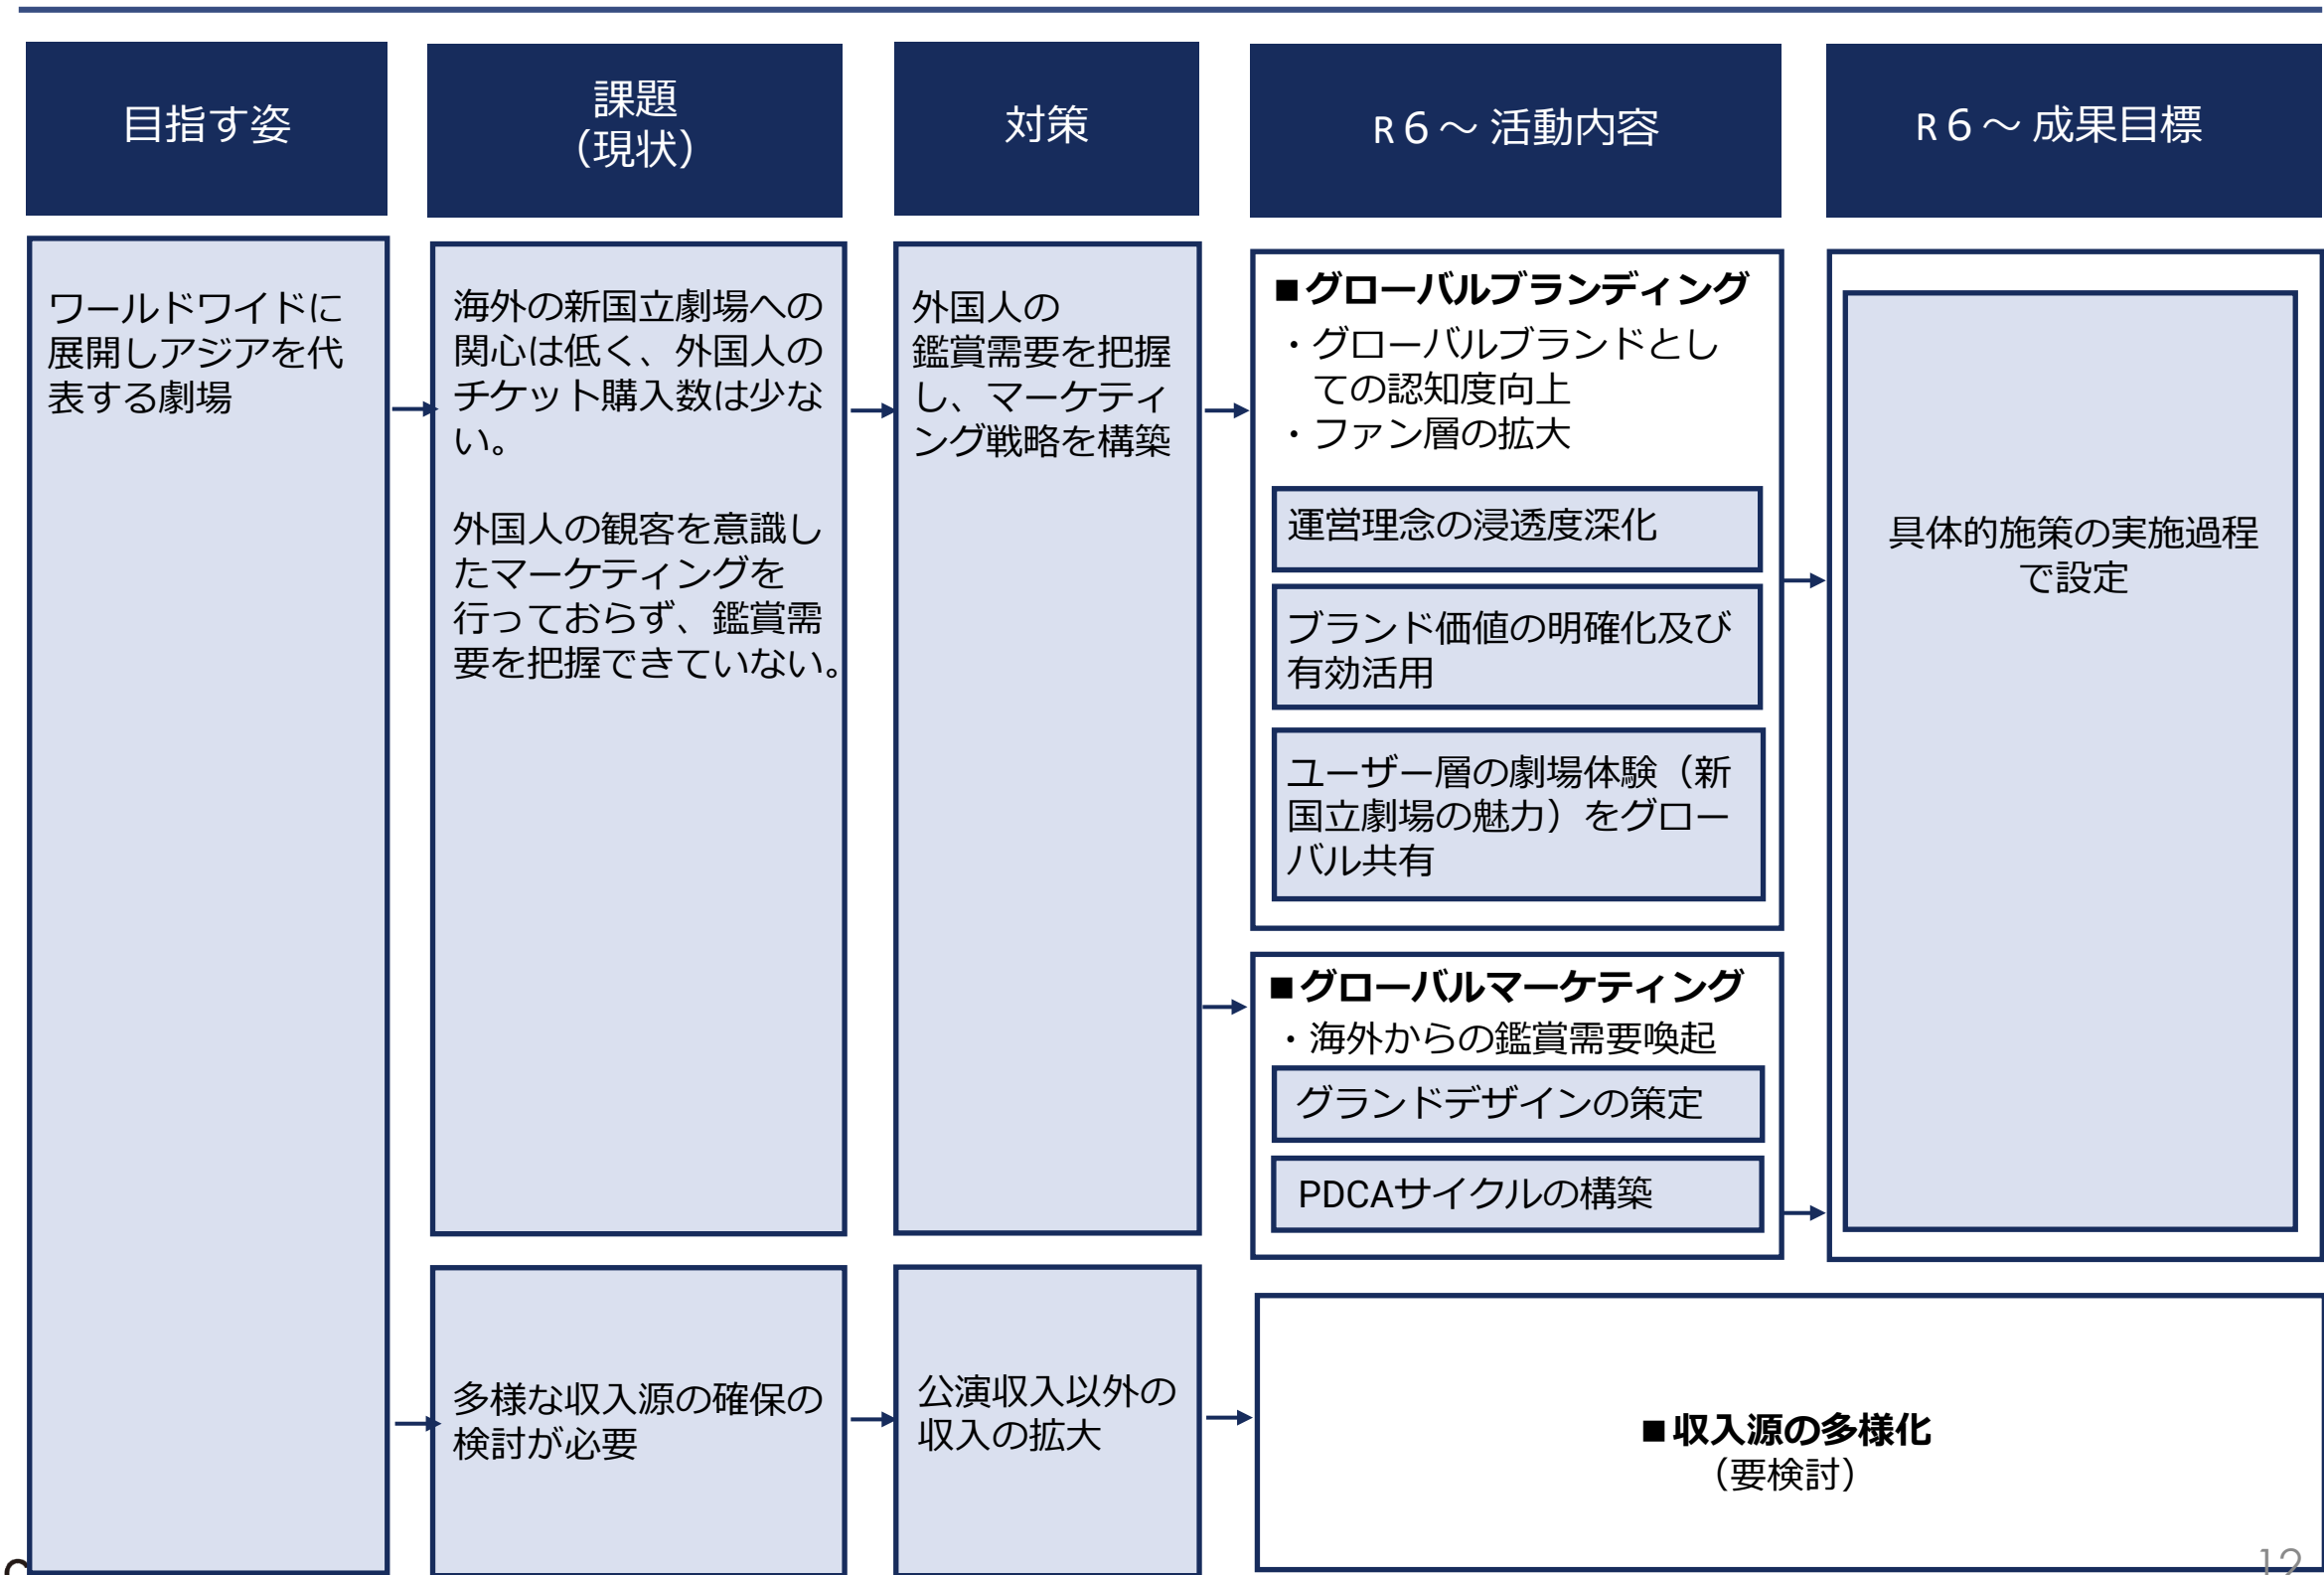 目指す姿
課題
（現状）
対策
R６～ 活動内容
R６～ 成果目標
ワールドワイドに
展開しアジアを代
表する劇場
海外の新国立劇場への
関心は低く、外国人の
チケット購入数は少な
い。
外国人の観客を意識し
たマーケティングを
行っておらず、鑑賞需
要を把握できていない。
外国人の
鑑賞需要を把握
し、マーケティ
ング戦略を構築
■グローバルブランディング
・グローバルブランドとし
ての認知度向上
・ファン層の拡大
運営理念の浸透度深化
ブランド価値の明確化及び
有効活用
ユーザー層の劇場体験（新
国立劇場の魅力）をグロー
バル共有
具体的施策の実施過程
で設定
■グローバルマーケティング
・海外からの鑑賞需要喚起
グランドデザインの策定
PDCAサイクルの構築
多様な収入源の確保の
検討が必要
公演収入以外の
収入の拡大
■収入源の多様化
（要検討）
12